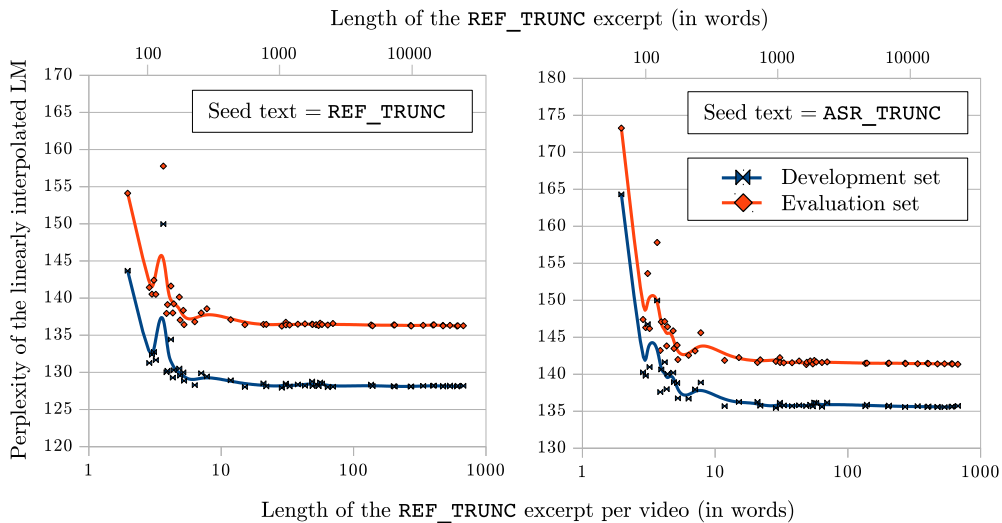 Length of the REF_TRUNC excerpt (in words)
100 1000 10000
100 1000 10000
Perplexity of the linearly interpolated LM
170
165
160
155
150
145
140
135
130
125
120
Seed text = REF_TRUNC
1 10 100 1000
180
175
170
165
160
155
150
145
140
135
130
Seed text = ASR_TRUNC
Development set
Evaluation set
1 10 100 1000
Length of the REF_TRUNC excerpt per video (in words)